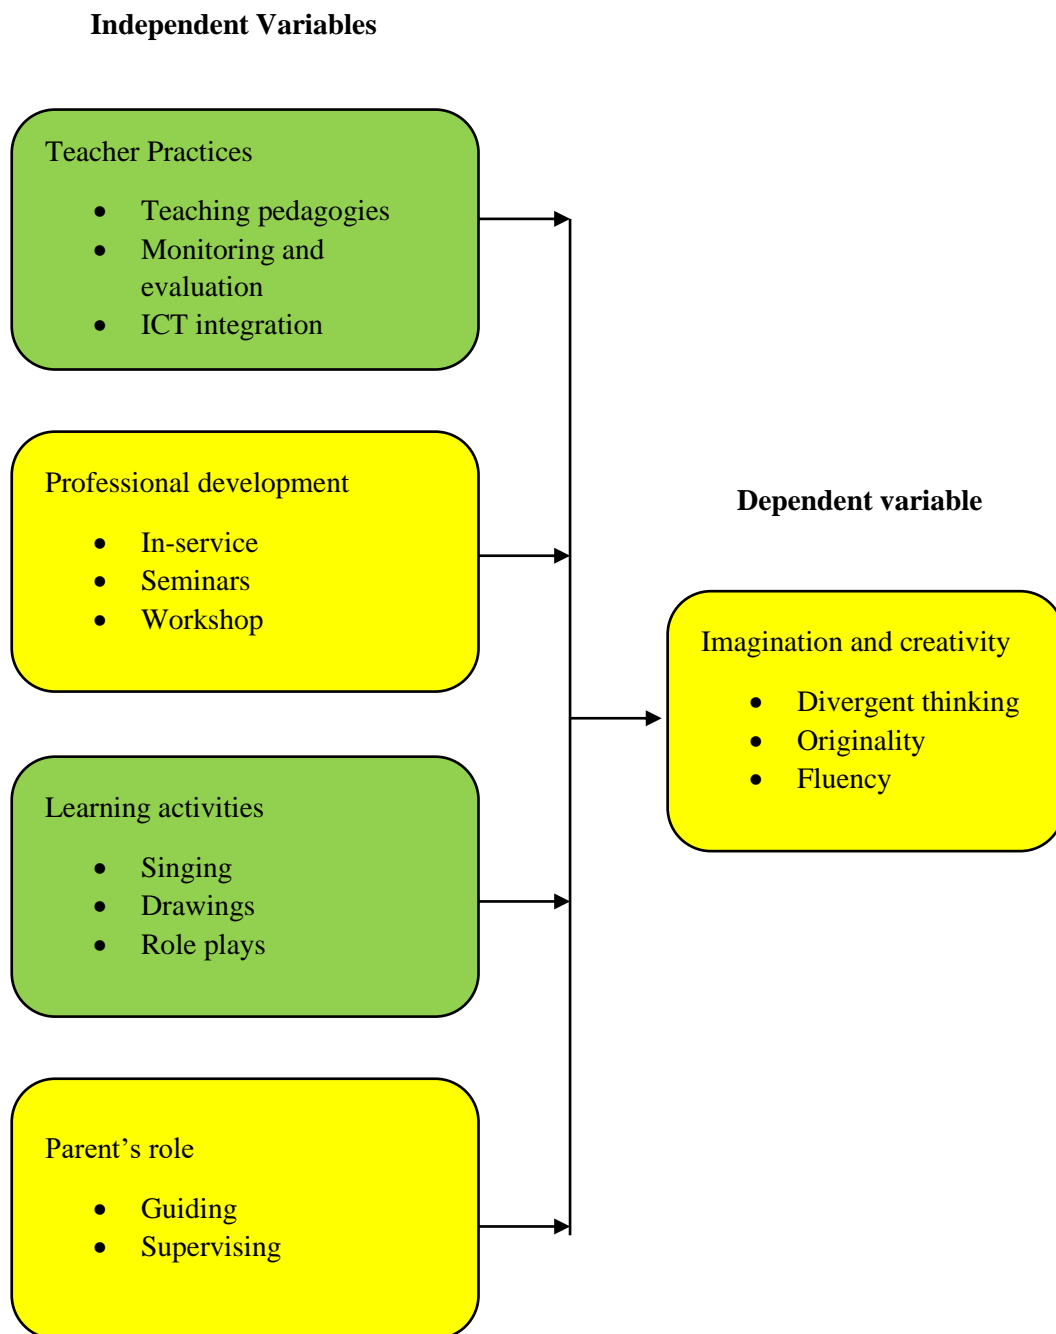 Independent Variables
Teacher Practices
• Teaching pedagogies
• Monitoring and
evaluation
• ICT integration
Professional development
• In-service
• Seminars
• Workshop
Dependent variable
Imagination and creativity
• Divergent thinking
• Originality
• Fluency
Learning activities
• Singing
• Drawings
• Role plays
Parent’s role
• Guiding
• Supervising